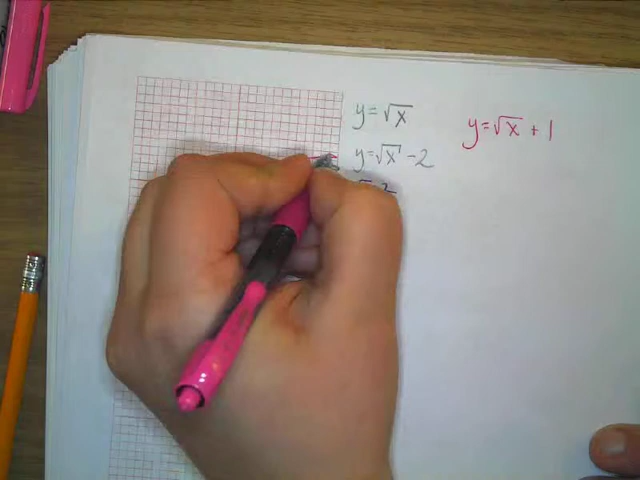 y=√x
y=√x -2
y=√x + 1